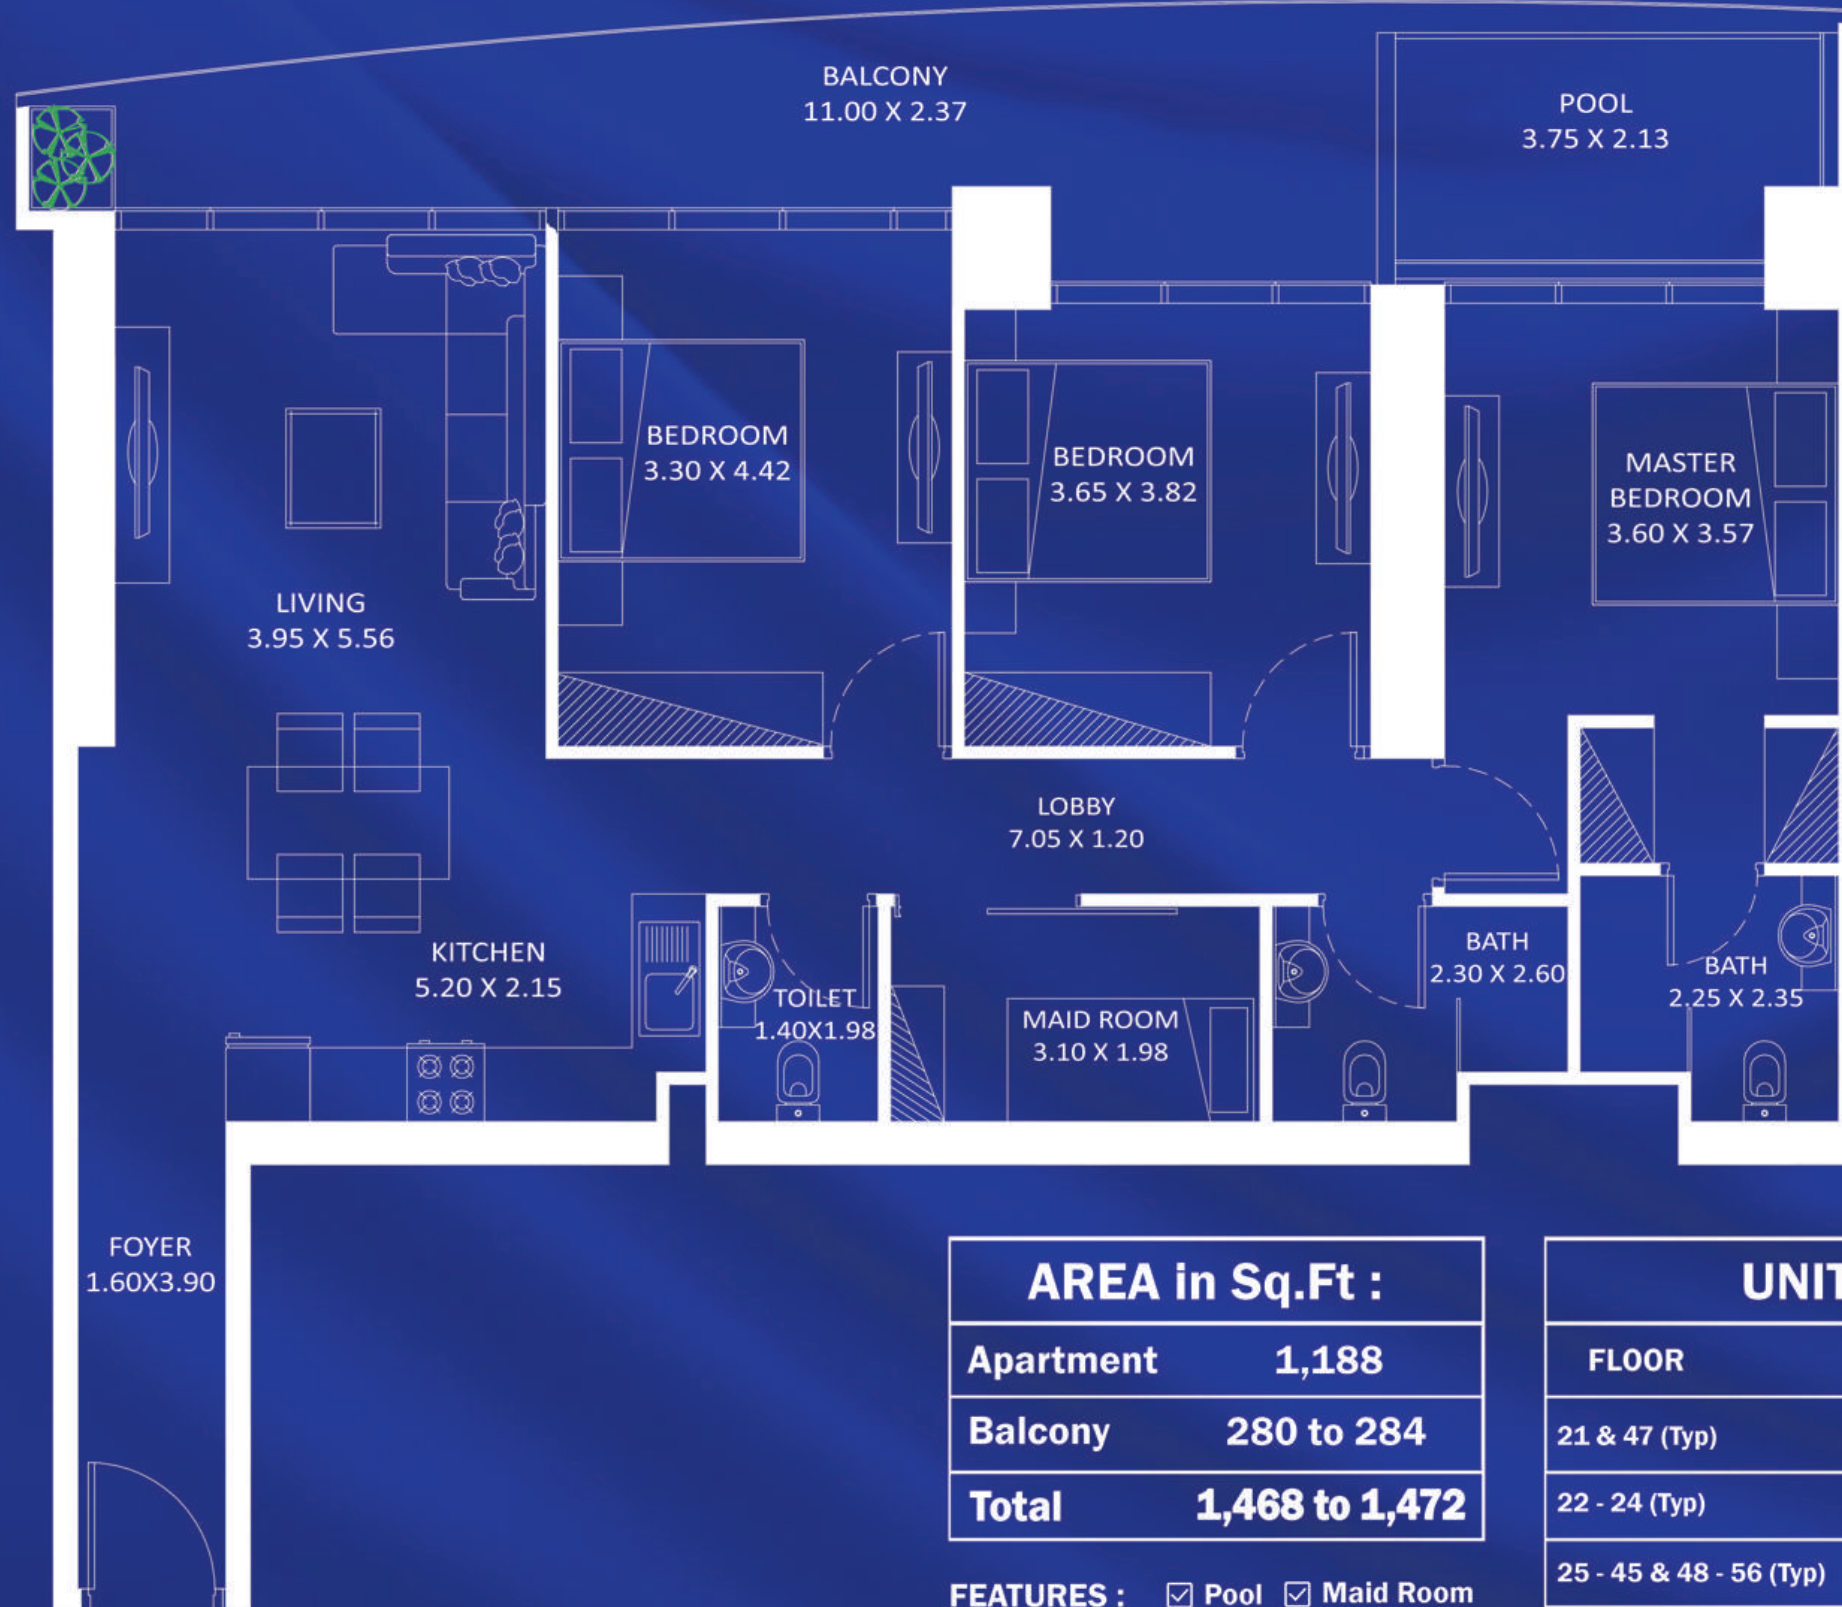 BALCONY
11.00 X 2.37
POOL
3.75 X 2.13
BEDROOM
3.30 X 4.42
BEDROOM
3.65 X 3.82
MASTER
BEDROOM
3.60 X 3.57
LIVING
3.95 X 5.56
LOBBY
7.05 X 1.20
KITCHEN
5.20 X 2.15
TOILET
1.40X1.98
MAID ROOM
3.10 X 1.98
BATH
2.30 X 2.60
BATH
2.25 X 2.35
FOYER
1.60X3.90
AREA in Sq.Ft :
Apartment 1,188
Balcony 280 to 284
Total 1,468 to 1,472
FEATURES : ☑ Pool ☑ Maid Room
UNIT
FLOOR
21 & 47 (Typ)
22 - 24 (Typ)
25 - 45 & 48 - 56 (Typ)